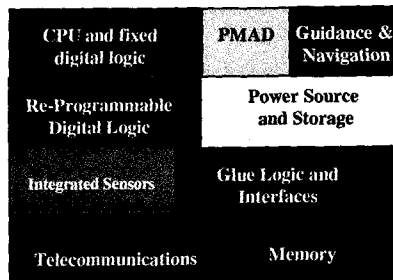 CPU and fixed
digital logic
PMAD
Guidance &
Navigation
Re-Programmable
Digital Logic
Power Source
and Storage
Integrated Sensors
Glue Logic and
Interfaces
Telecommunications
Memory